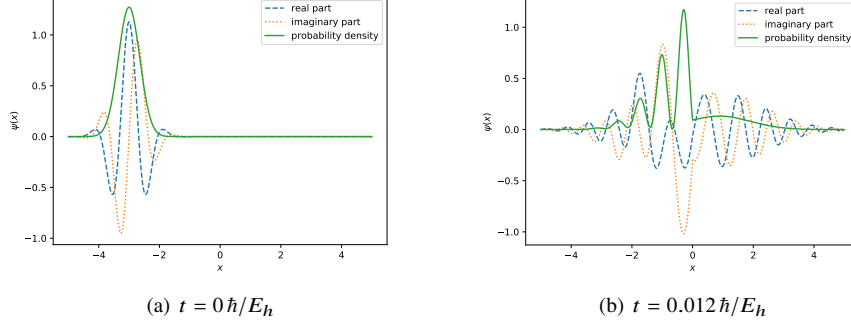 real part
imaginary part
probability density
1.0
0.5
0.0
−0.5
−1.0
ψ(x)
−4
−2
0
2
4
x
(a) t = 0 ħ/E_h
real part
imaginary part
probability density
1.0
0.5
0.0
−0.5
−1.0
ψ(x)
−4
−2
0
2
4
x
(b) t = 0.012 ħ/E_h